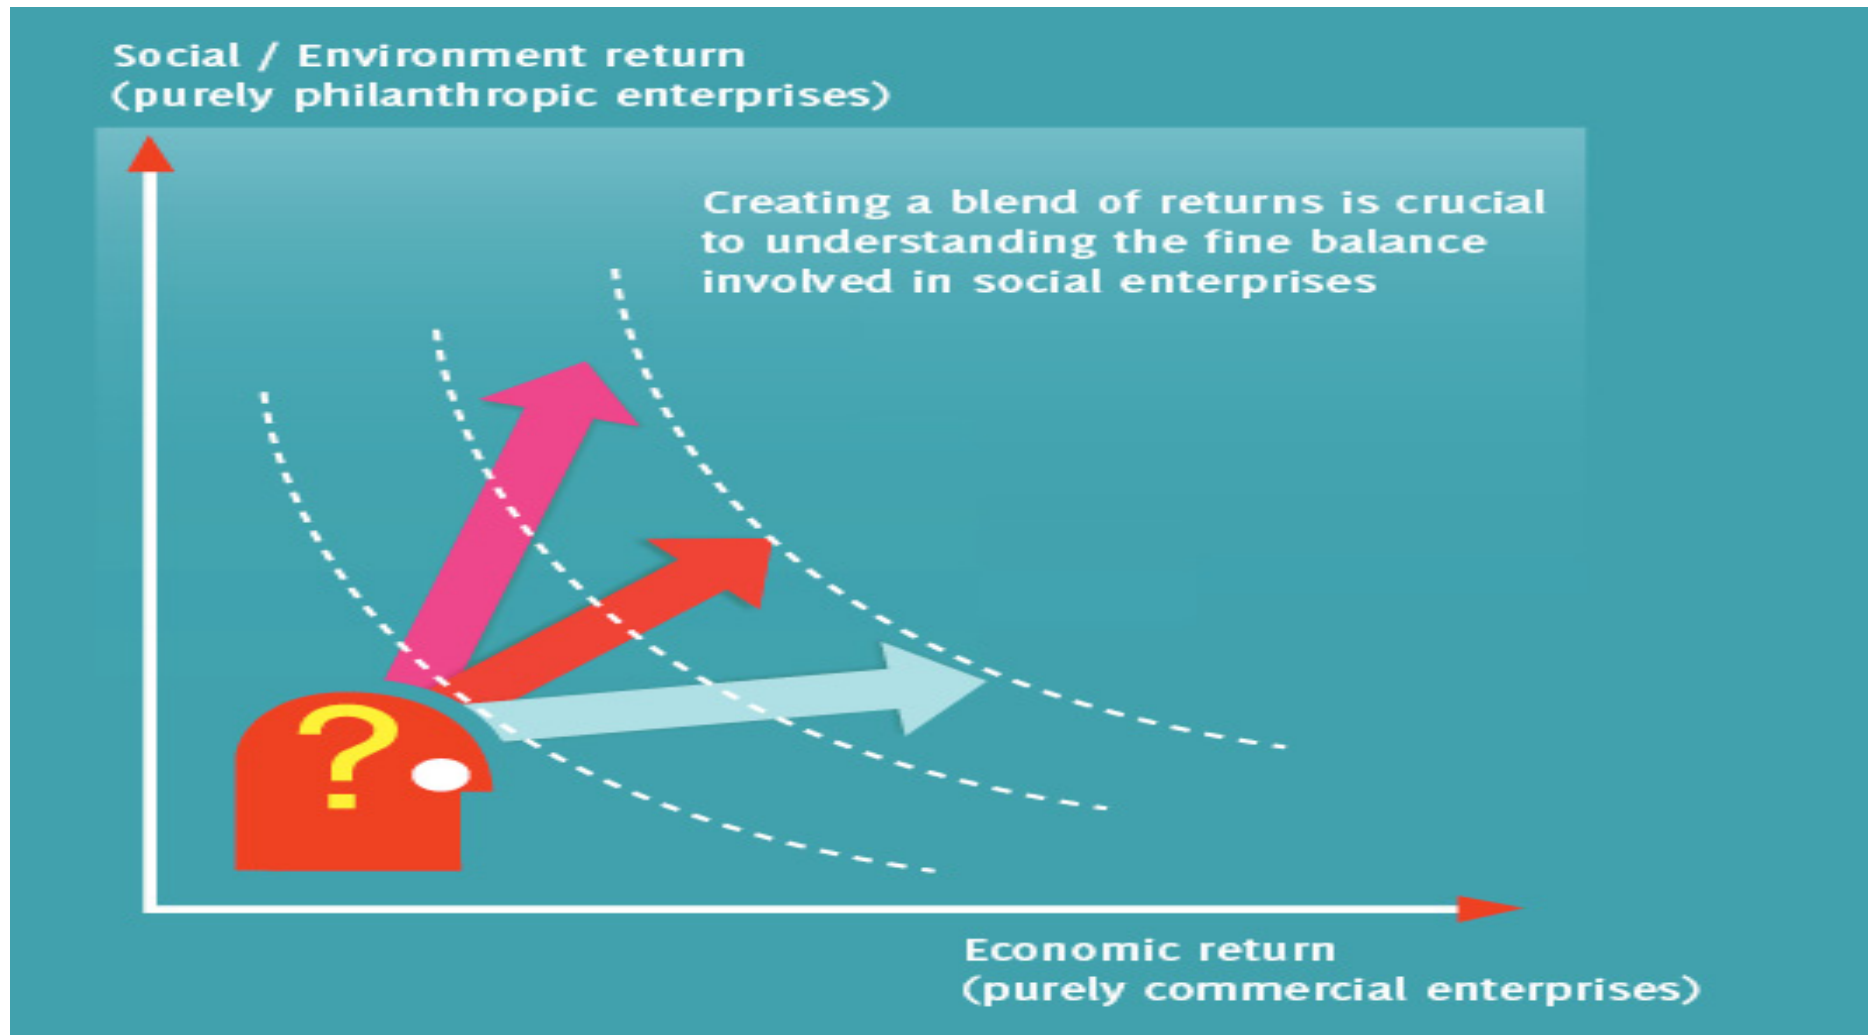 Social / Environment return
(purely philanthropic enterprises)
Creating a blend of returns is crucial
to understanding the fine balance
involved in social enterprises
?
Economic return
(purely commercial enterprises)